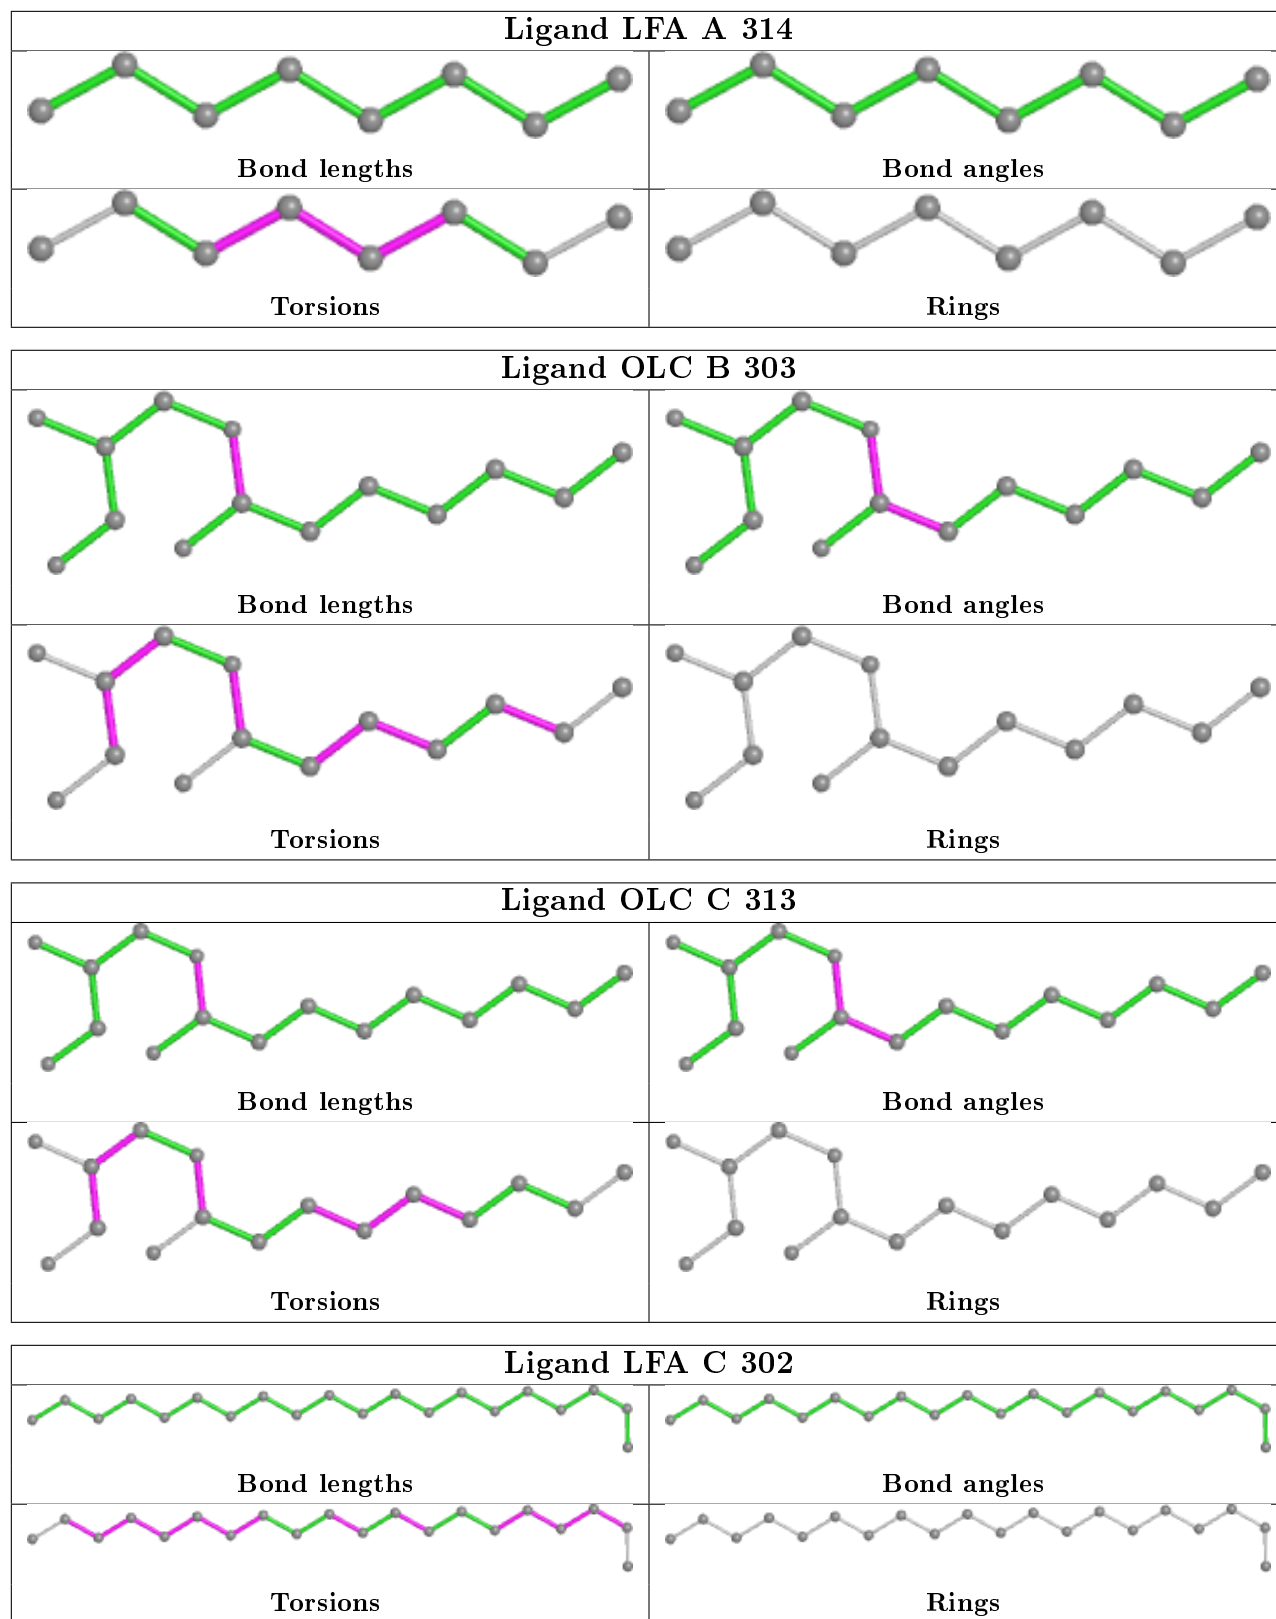 Ligand LFA A 314
Bond lengths
Bond angles
Torsions
Rings
Ligand OLC B 303
Bond lengths
Bond angles
Torsions
Rings
Ligand OLC C 313
Bond lengths
Bond angles
Torsions
Rings
Ligand LFA C 302
Bond lengths
Bond angles
Torsions
Rings